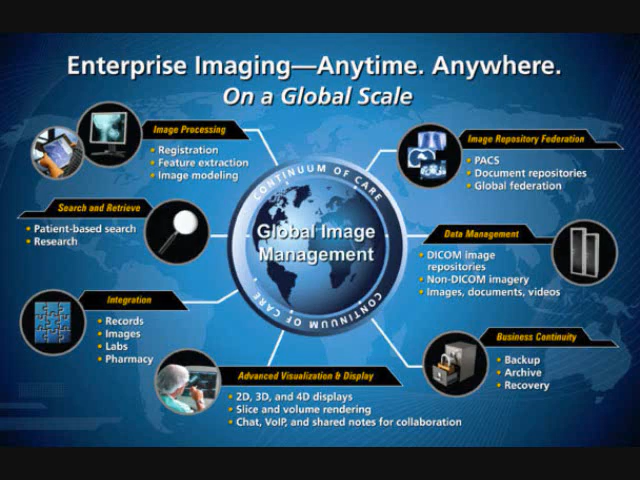 Enterprise Imaging—Anytime. Anywhere.
On a Global Scale
Image Processing
• Registration
• Feature extraction
• Image modeling
Search and Retrieve
• Patient-based search
• Research
Integration
• Records
• Images
• Labs
• Pharmacy
Advanced Visualization & Display
• 2D, 3D, and 4D displays
• Slice and volume rendering
• Chat, VoIP, and shared notes for collaboration
CONTINUUM OF CARE
Global Image
Management
CONTINUUM OF CARE
Image Repository Federation
• PACS
• Document repositories
• Global federation
Data Management
• DICOM image
repositories
• Non-DICOM imagery
• Images, documents, videos
Business Continuity
• Backup
• Archive
• Recovery